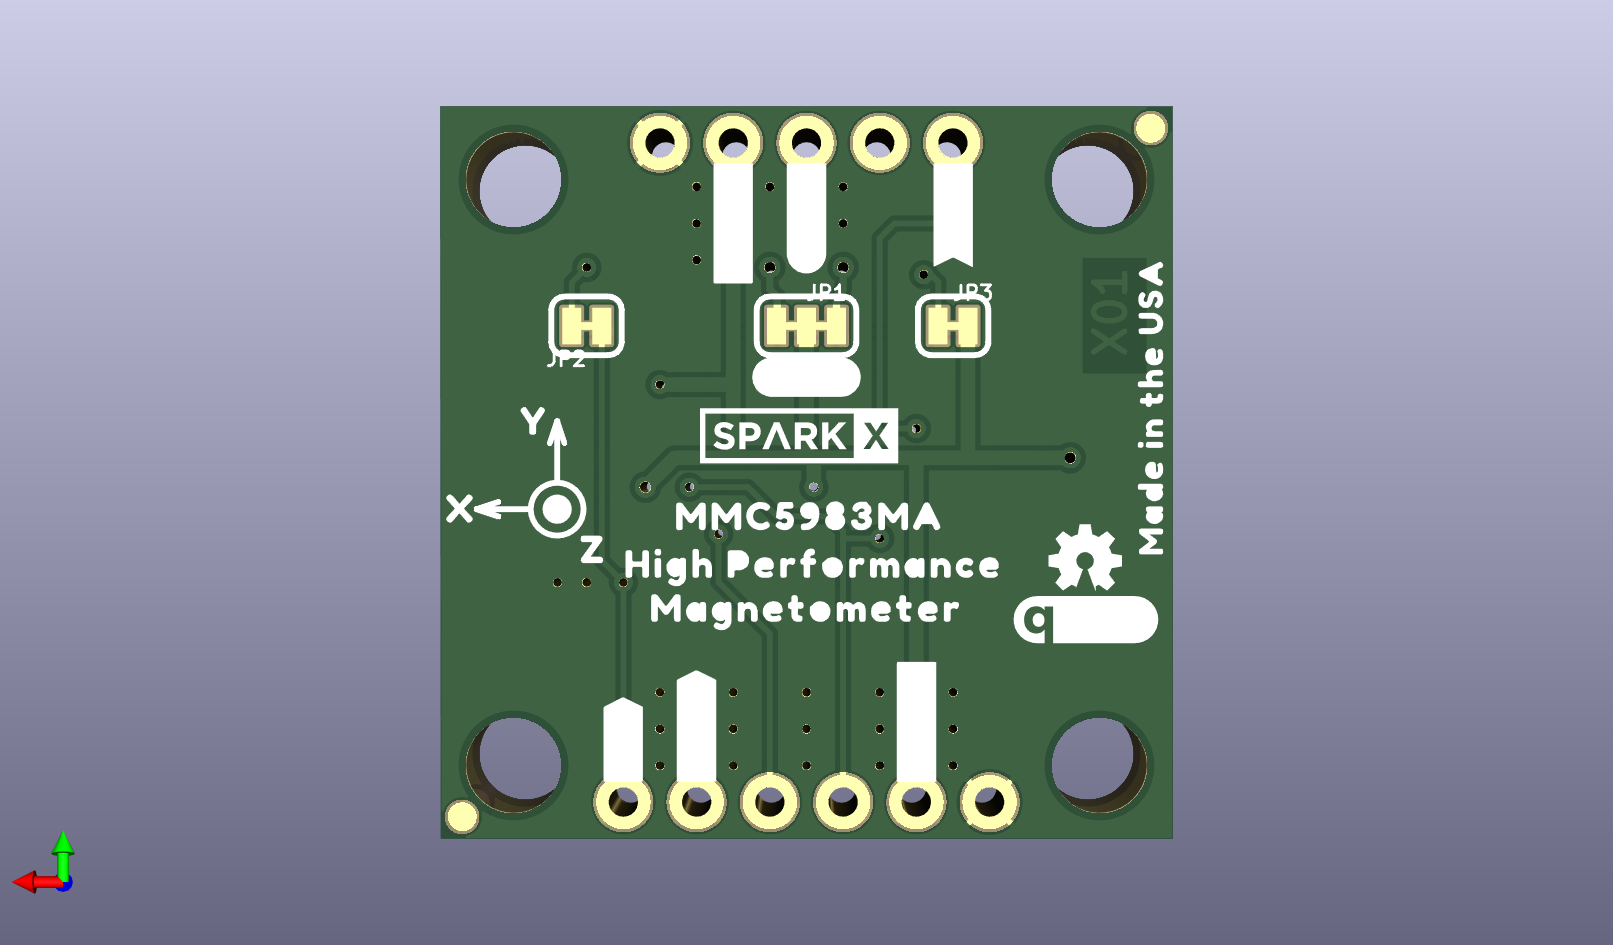 JP1
JP3
JP2
X01
Made in the USA
SPARK X
Y
X
Z
MMC5983MA
High Performance
Magnetometer
q